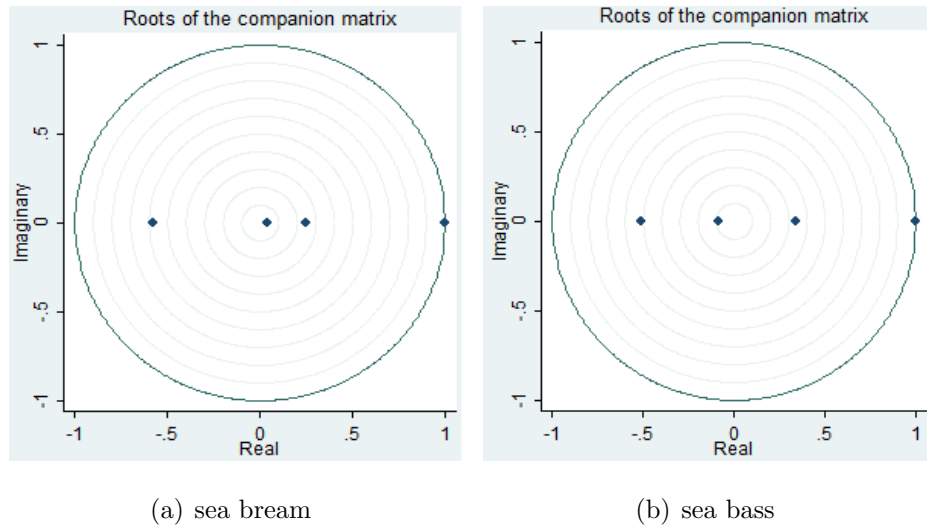 Roots of the companion matrix
Imaginary
1
.5
0
-.5
-1
-1 -.5 0 .5 1
Real
(a) sea bream
Roots of the companion matrix
Imaginary
1
.5
0
-.5
-1
-1 -.5 0 .5 1
Real
(b) sea bass